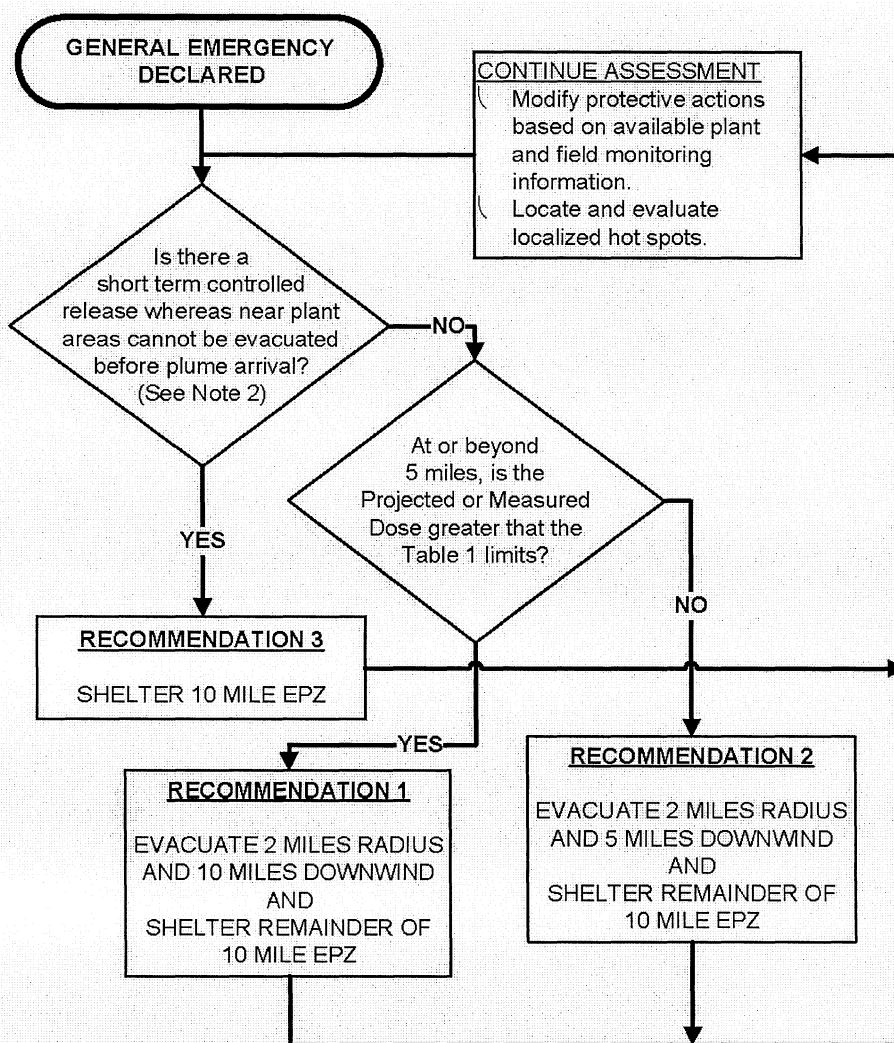 GENERAL EMERGENCY
DECLARED
CONTINUE ASSESSMENT
Modify protective actions
based on available plant
and field monitoring
information.
Locate and evaluate
localized hot spots.
Is there a
short term controlled
release whereas near plant
areas cannot be evacuated
before plume arrival?
(See Note 2)
NO
At or beyond
5 miles, is the
Projected or Measured
Dose greater that the
Table 1 limits?
YES
NO
RECOMMENDATION 3
SHELTER 10 MILE EPZ
YES
RECOMMENDATION 1
EVACUATE 2 MILES RADIUS
AND 10 MILES DOWNWIND
AND
SHELTER REMAINDER OF
10 MILE EPZ
RECOMMENDATION 2
EVACUATE 2 MILES RADIUS
AND 5 MILES DOWNWIND
AND
SHELTER REMAINDER OF
10 MILE EPZ